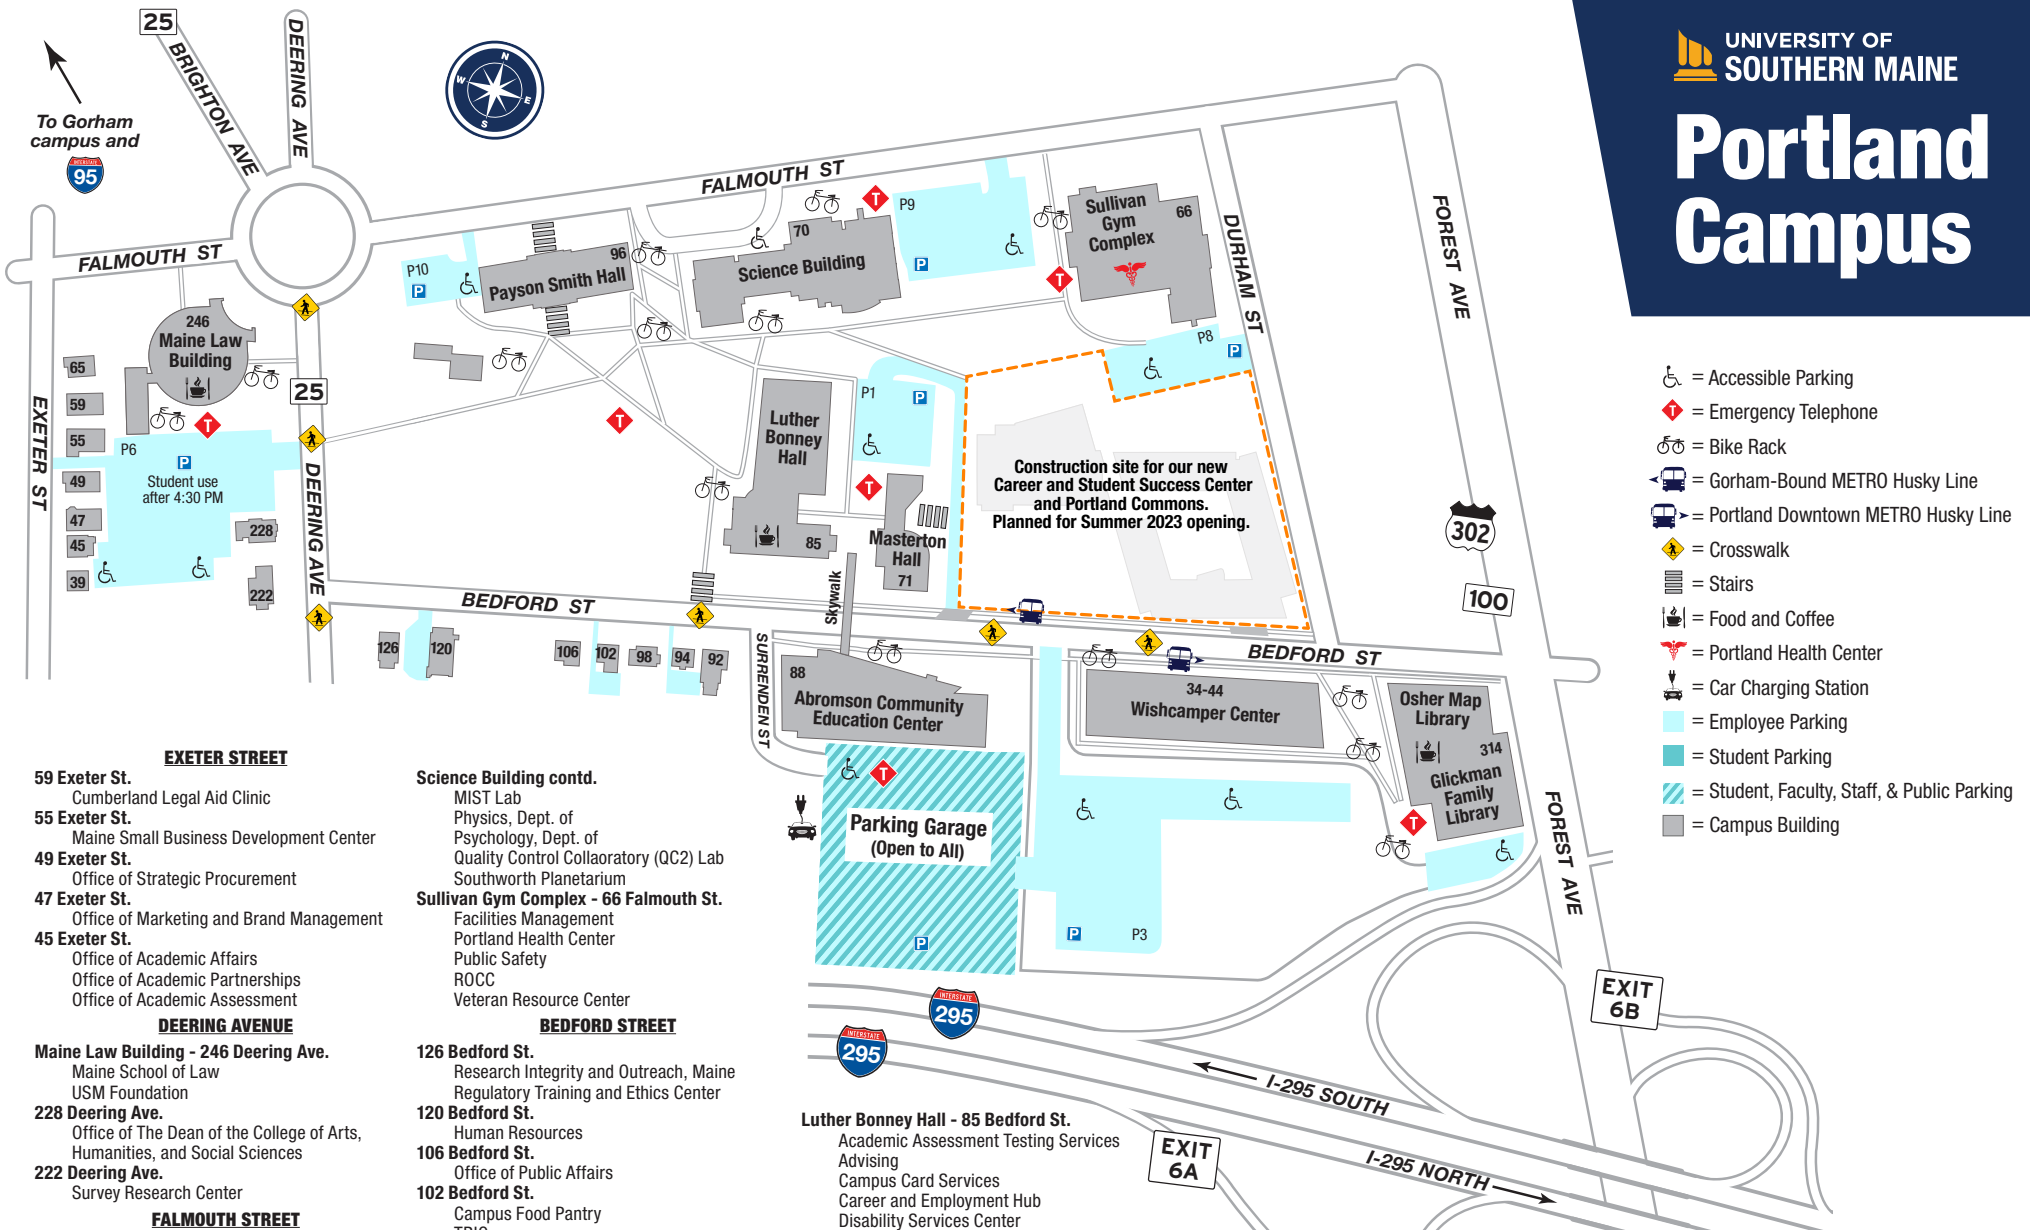 UNIVERSITY OF
SOUTHERN MAINE
Portland
Campus
25
BRIGHTON AVE
DEERING AVE
To Gorham
campus and
INTERSTATE
95
N
E
S
W
FALMOUTH ST
FALMOUTH ST
EXETER ST
DEERING AVE
25
246
Maine Law
Building
65
59
55
49
47
45
39
P6
P
Student use
after 4:30 PM
T
228
222
P10
P
96
Payson Smith Hall
70
Science Building
T
P9
P
Sullivan
Gym
Complex
66
T
DURHAM ST
FOREST AVE
P8
P
T
Luther
Bonney
Hall
85
P1
P
T
Masterton
Hall
71
Skywalk
Construction site for our new
Career and Student Success Center
and Portland Commons.
Planned for Summer 2023 opening.
302
100
BEDFORD ST
BEDFORD ST
126
120
106
102
98
94
92
SURRENDEN ST
88
Abromson Community
Education Center
34-44
Wishcamper Center
Osher Map
Library
314
Glickman
Family
Library
T
T
Parking Garage
(Open to All)
P
P
P3
FOREST AVE
INTERSTATE
295
INTERSTATE
295
I-295 SOUTH
I-295 NORTH
EXIT
6B
EXIT
6A
= Accessible Parking
T = Emergency Telephone
= Bike Rack
= Gorham-Bound METRO Husky Line
= Portland Downtown METRO Husky Line
= Crosswalk
= Stairs
= Food and Coffee
= Portland Health Center
= Car Charging Station
= Employee Parking
= Student Parking
= Student, Faculty, Staff, & Public Parking
= Campus Building
EXETER STREET
59 Exeter St.
Cumberland Legal Aid Clinic
55 Exeter St.
Maine Small Business Development Center
49 Exeter St.
Office of Strategic Procurement
47 Exeter St.
Office of Marketing and Brand Management
45 Exeter St.
Office of Academic Affairs
Office of Academic Partnerships
Office of Academic Assessment
DEERING AVENUE
Maine Law Building - 246 Deering Ave.
Maine School of Law
USM Foundation
228 Deering Ave.
Office of The Dean of the College of Arts,
Humanities, and Social Sciences
222 Deering Ave.
Survey Research Center
FALMOUTH STREET
Science Building contd.
MIST Lab
Physics, Dept. of
Psychology, Dept. of
Quality Control Collaoratory (QC2) Lab
Southworth Planetarium
Sullivan Gym Complex - 66 Falmouth St.
Facilities Management
Portland Health Center
Public Safety
ROCC
Veteran Resource Center
BEDFORD STREET
126 Bedford St.
Research Integrity and Outreach, Maine
Regulatory Training and Ethics Center
120 Bedford St.
Human Resources
106 Bedford St.
Office of Public Affairs
102 Bedford St.
Campus Food Pantry
Luther Bonney Hall - 85 Bedford St.
Academic Assessment Testing Services
Advising
Campus Card Services
Career and Employment Hub
Disability Services Center